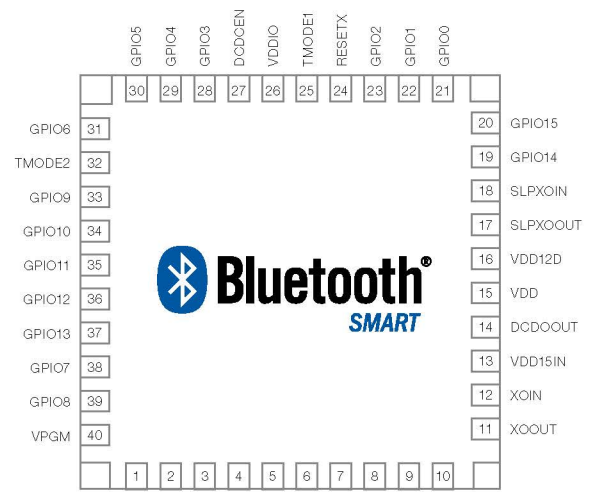 GPIO5 GPIO4 GPIO3 DCDCEN VDDIO TMODE1 RESETX GPIO2 GPIO1 GPIO0
30 29 28 27 26 25 24 23 22 21
GPIO6 31
TMODE2 32
GPIO9 33
GPIO10 34
GPIO11 35
GPIO12 36
GPIO13 37
GPIO7 38
GPIO8 39
VPGM 40
Bluetooth®
SMART
20 GPIO15
19 GPIO14
18 SLPXOIN
17 SLPXOOUT
16 VDD12D
15 VDD
14 DCDOOUT
13 VDD15IN
12 XOIN
11 XOOUT
1 2 3 4 5 6 7 8 9 10